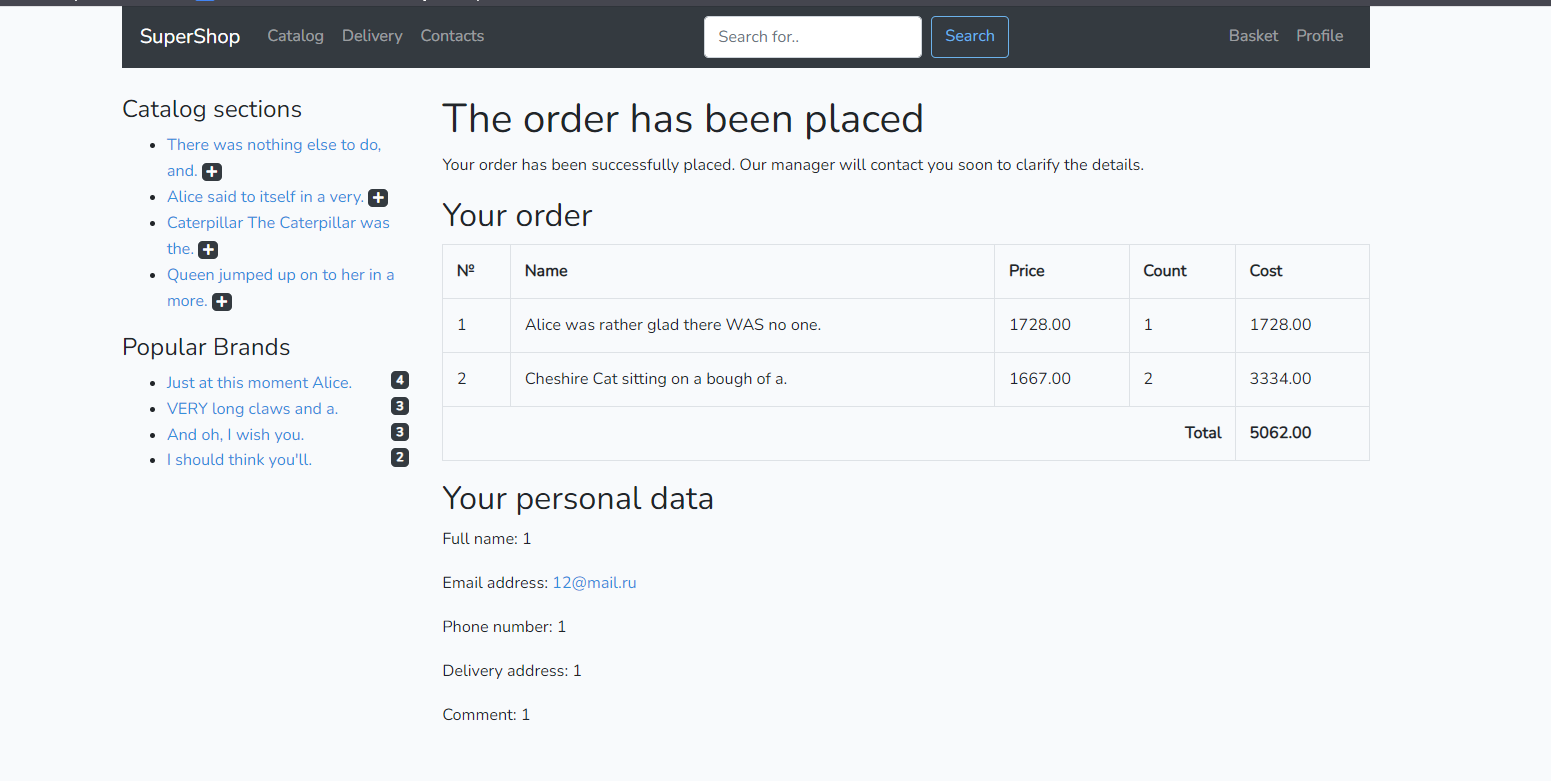 SuperShop Catalog Delivery Contacts Search for.. Search Basket Profile
Catalog sections
There was nothing else to do,
and.
Alice said to itself in a very.
Caterpillar The Caterpillar was
the.
Queen jumped up on to her in a
more.
Popular Brands
Just at this moment Alice. 4
VERY long claws and a. 3
And oh, I wish you. 3
I should think you'll. 2
The order has been placed
Your order has been successfully placed. Our manager will contact you soon to clarify the details.
Your order
№ Name Price Count Cost
1 Alice was rather glad there WAS no one. 1728.00 1 1728.00
2 Cheshire Cat sitting on a bough of a. 1667.00 2 3334.00
Total 5062.00
Your personal data
Full name: 1
Email address: 12@mail.ru
Phone number: 1
Delivery address: 1
Comment: 1